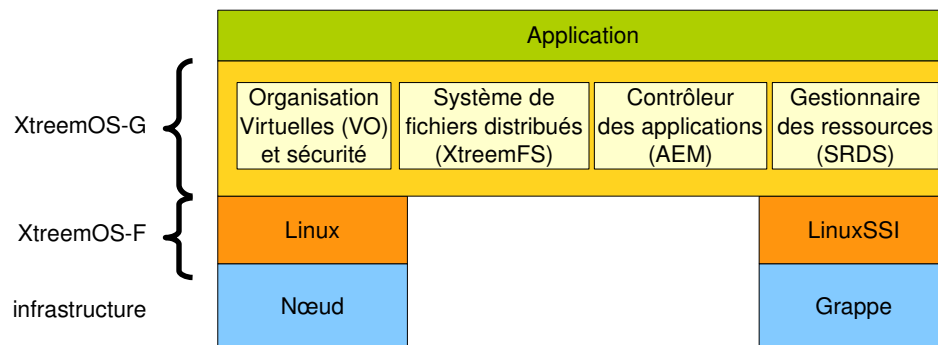 Application
XtreemOS-G
Organisation
Virtuelles (VO)
et sécurité
Système de
fichiers distribués
(XtreemFS)
Contrôleur
des applications
(AEM)
Gestionnaire
des ressources
(SRDS)
XtreemOS-F
Linux
LinuxSSI
infrastructure
Nœud
Grappe